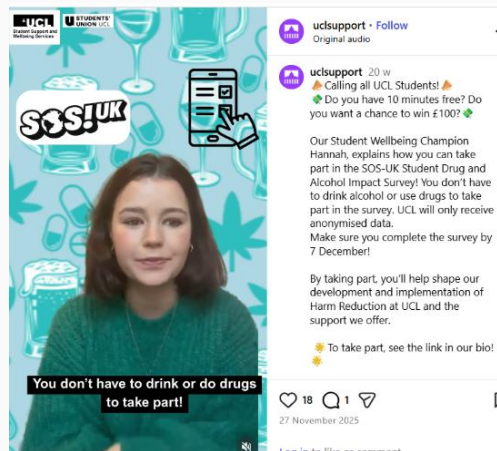 UCL
Student Support and
Wellbeing Services
STUDENTS'
UNION UCL
SOS!UK
You don't have to drink or do drugs
to take part!
uclsupport • Follow
Original audio
uclsupport 20 w
📣Calling all UCL Students!📣
💸Do you have 10 minutes free? Do
you want a chance to win £100?💸
Our Student Wellbeing Champion
Hannah, explains how you can take
part in the SOS-UK Student Drug and
Alcohol Impact Survey! You don't have
to drink alcohol or use drugs to take
part in the survey. UCL will only receive
anonymised data.
Make sure you complete the survey by
7 December!
By taking part, you'll help shape our
development and implementation of
Harm Reduction at UCL and the
support we offer.
☀️ To take part, see the link in our bio!
☀️
18 1
27 November 2025
Log in to like or comment.